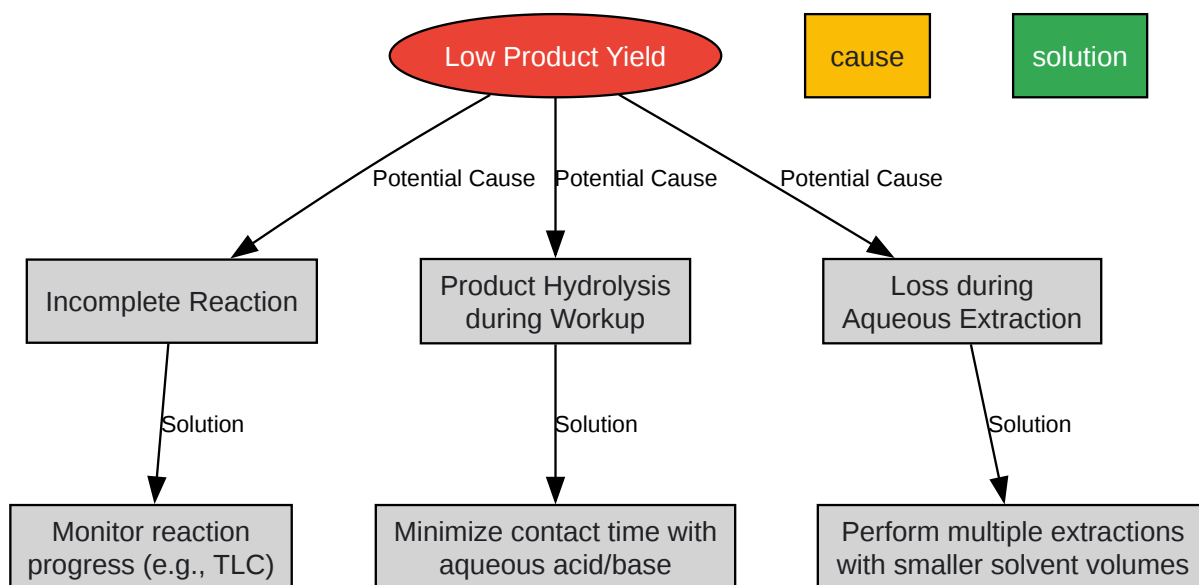 Low Product Yield
cause
solution
Potential Cause
Potential Cause
Potential Cause
Incomplete Reaction
Product Hydrolysis
during Workup
Loss during
Aqueous Extraction
Solution
Solution
Solution
Monitor reaction
progress (e.g., TLC)
Minimize contact time with
aqueous acid/base
Perform multiple extractions
with smaller solvent volumes